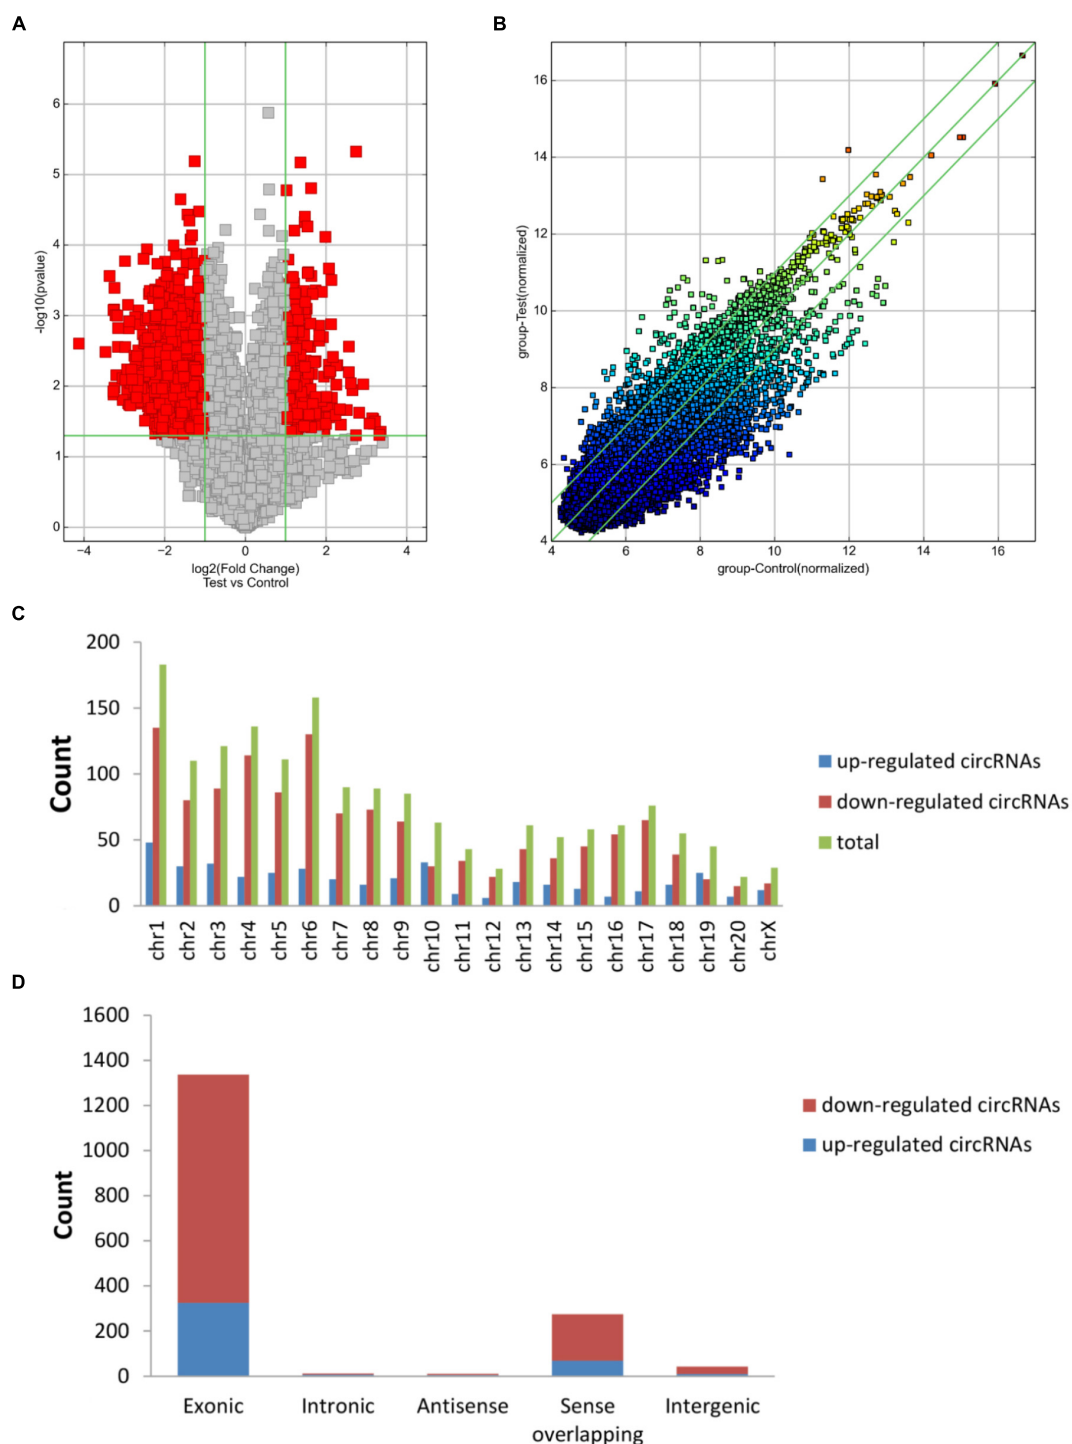 A
6
5
4
3
2
1
0
-log10(pvalue)
−4
−2
0
2
4
log2(Fold Change)
Test vs Control
B
16
14
12
10
8
6
4
group-Test(normalized)
4
6
8
10
12
14
16
group-Control(normalized)
C
200
150
100
50
0
Count
chr1
chr2
chr3
chr4
chr5
chr6
chr7
chr8
chr9
chr10
chr11
chr12
chr13
chr14
chr15
chr16
chr17
chr18
chr19
chr20
chrX
up-regulated circRNAs
down-regulated circRNAs
total
D
1600
1400
1200
1000
800
600
400
200
0
Count
Exonic
Intronic
Antisense
Sense
overlapping
Intergenic
down-regulated circRNAs
up-regulated circRNAs